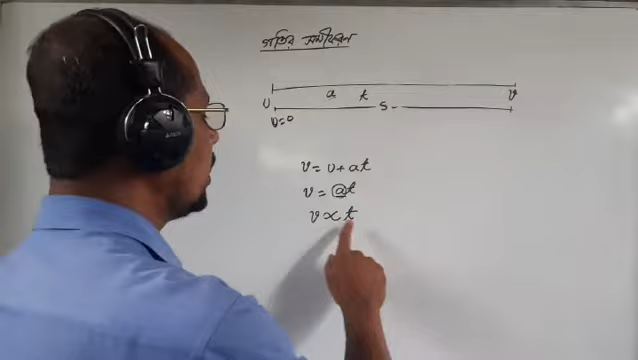 গতির সমীকরণ
a t
u v
s
u=0
v = u + at
v = at
v ∝ t